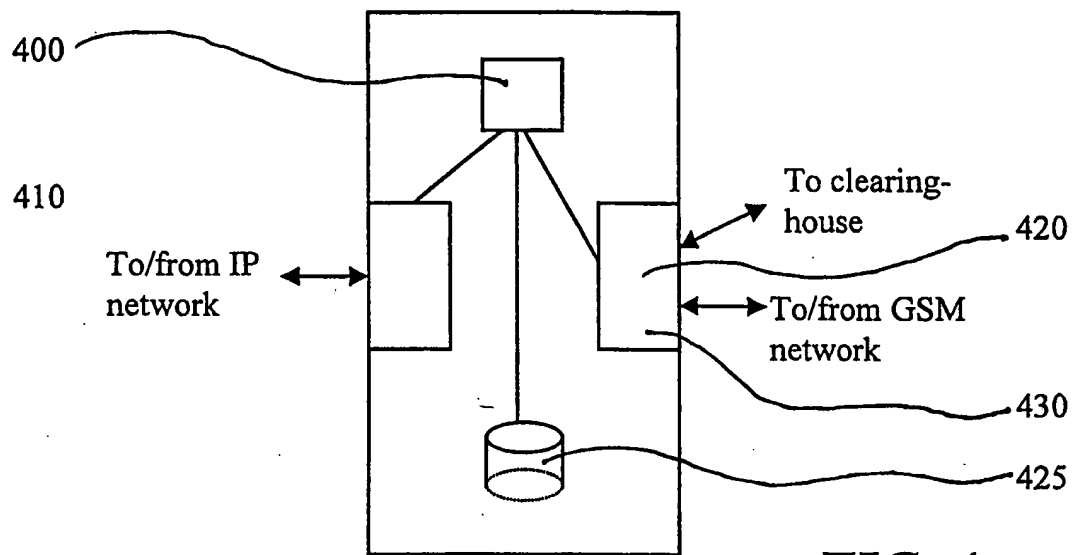 400
410
To/from IP
network
To clearing-
house
420
To/from GSM
network
430
425